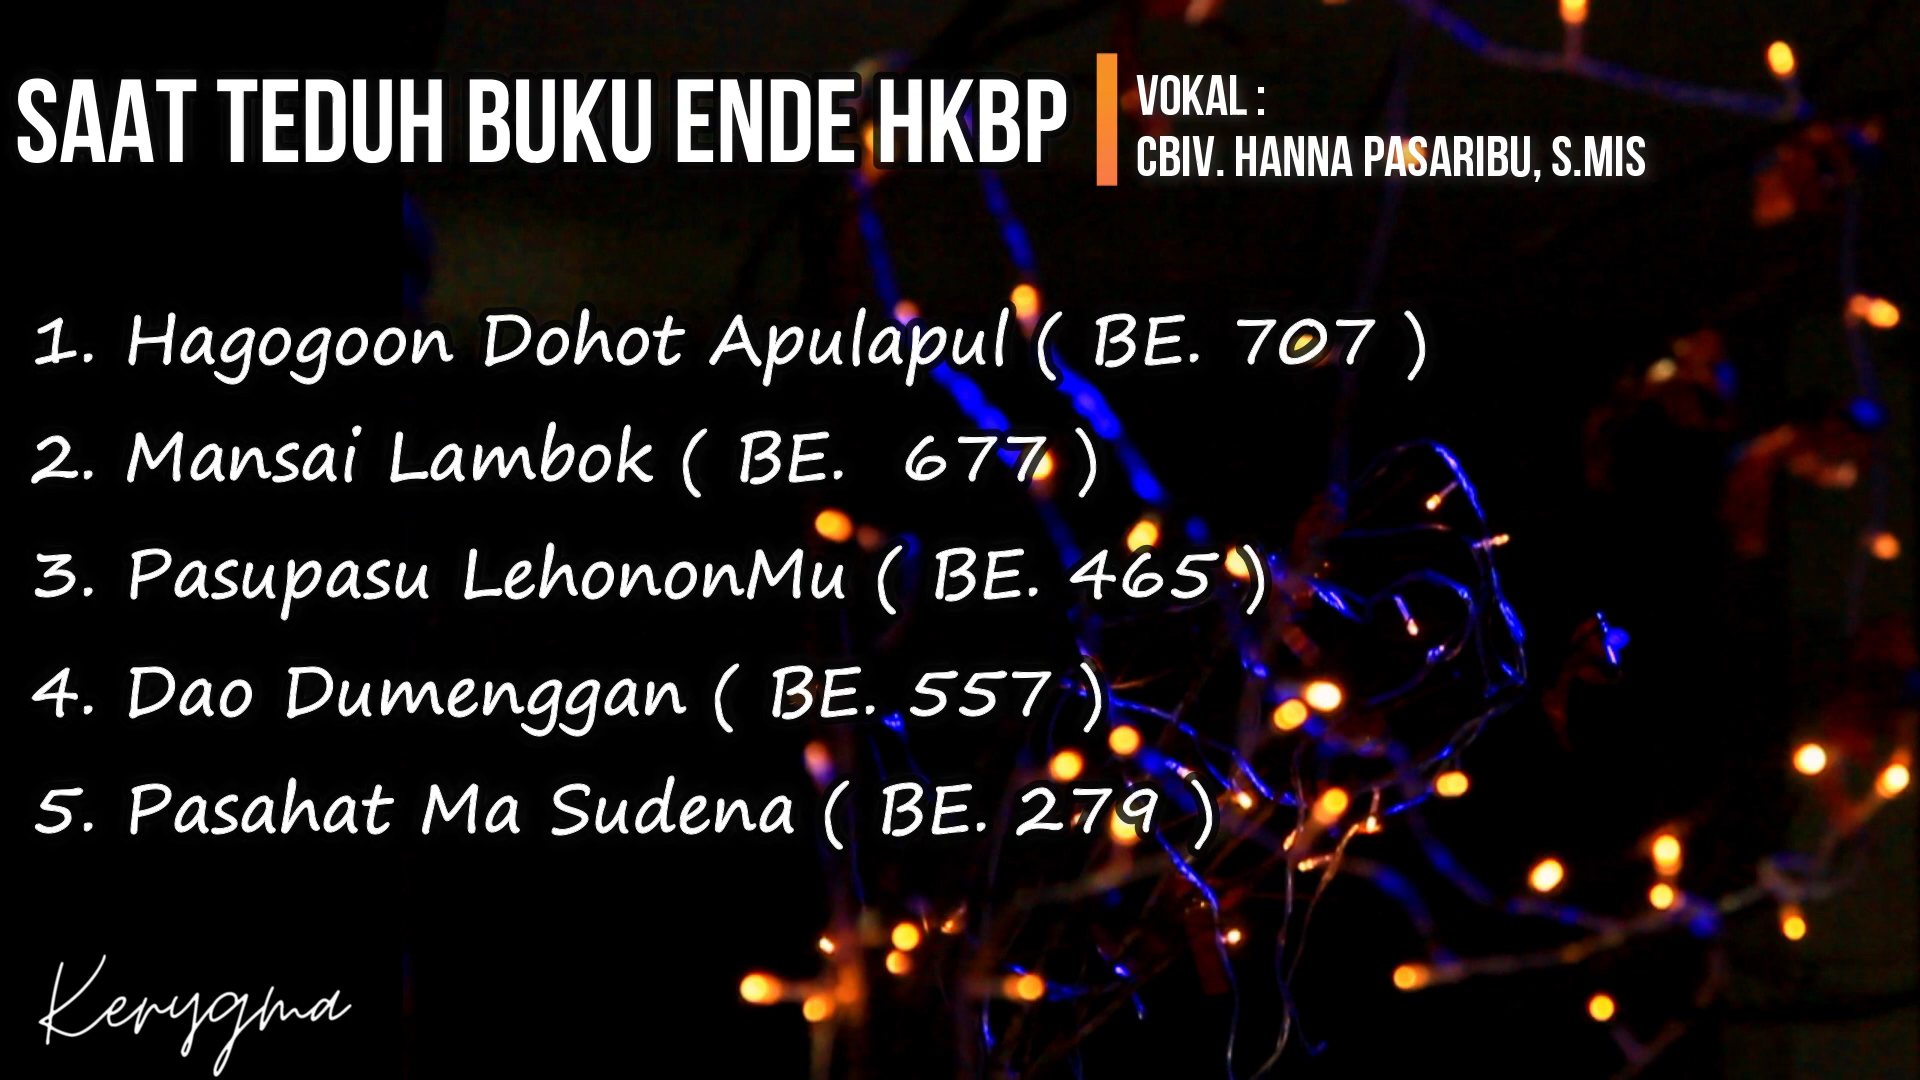 SAAT TEDUH BUKU ENDE HKBP
VOKAL :
CBIV. HANNA PASARIBU, S.MIS
1. Hagogoon Dohot Apulapul ( BE. 707 )
2. Mansai Lambok ( BE. 677 )
3. Pasupasu LehononMu ( BE. 465 )
4. Dao Dumenggan ( BE. 557 )
5. Pasahat Ma Sudena ( BE. 279 )
Kerygma